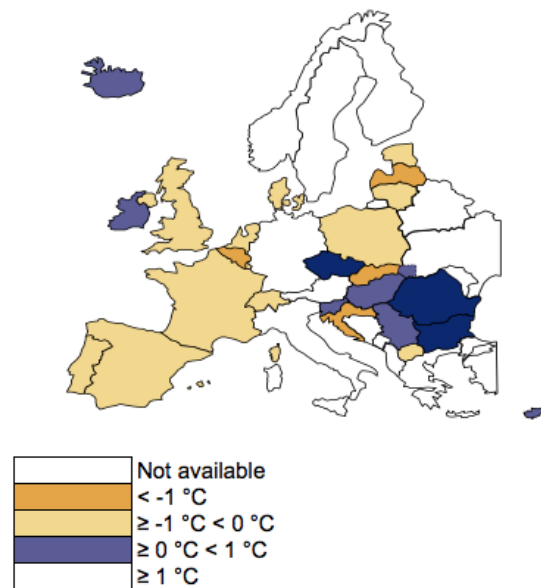 Not available
< -1 °C
≥ -1 °C < 0 °C
≥ 0 °C < 1 °C
≥ 1 °C